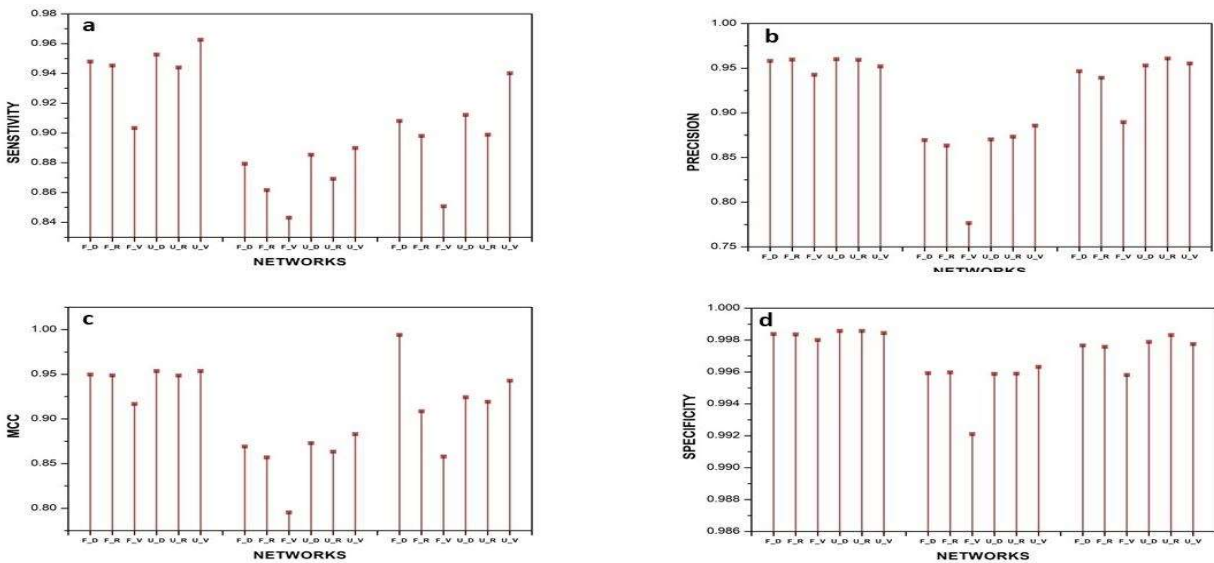 a
0.98
0.96
0.94
0.92
0.90
0.88
0.86
0.84
SENSTIVITY
F_D F_R F_V U_D U_R U_V F_D F_R F_V U_D U_R U_V F_D F_R F_V U_D U_R U_V
NETWORKS
b
1.00
0.95
0.90
0.85
0.80
0.75
PRECISION
F_D F_R F_V U_D U_R U_V F_D F_R F_V U_D U_R U_V F_D F_R F_V U_D U_R U_V
NETWORKS
c
1.00
0.95
0.90
0.85
0.80
MCC
F_D F_R F_V U_D U_R U_V F_D F_R F_V U_D U_R U_V F_D F_R F_V U_D U_R U_V
NETWORKS
d
1.000
0.998
0.996
0.994
0.992
0.990
0.988
0.986
SPECIFICITY
F_D F_R F_V U_D U_R U_V F_D F_R F_V U_D U_R U_V F_D F_R F_V U_D U_R U_V
NETWORKS